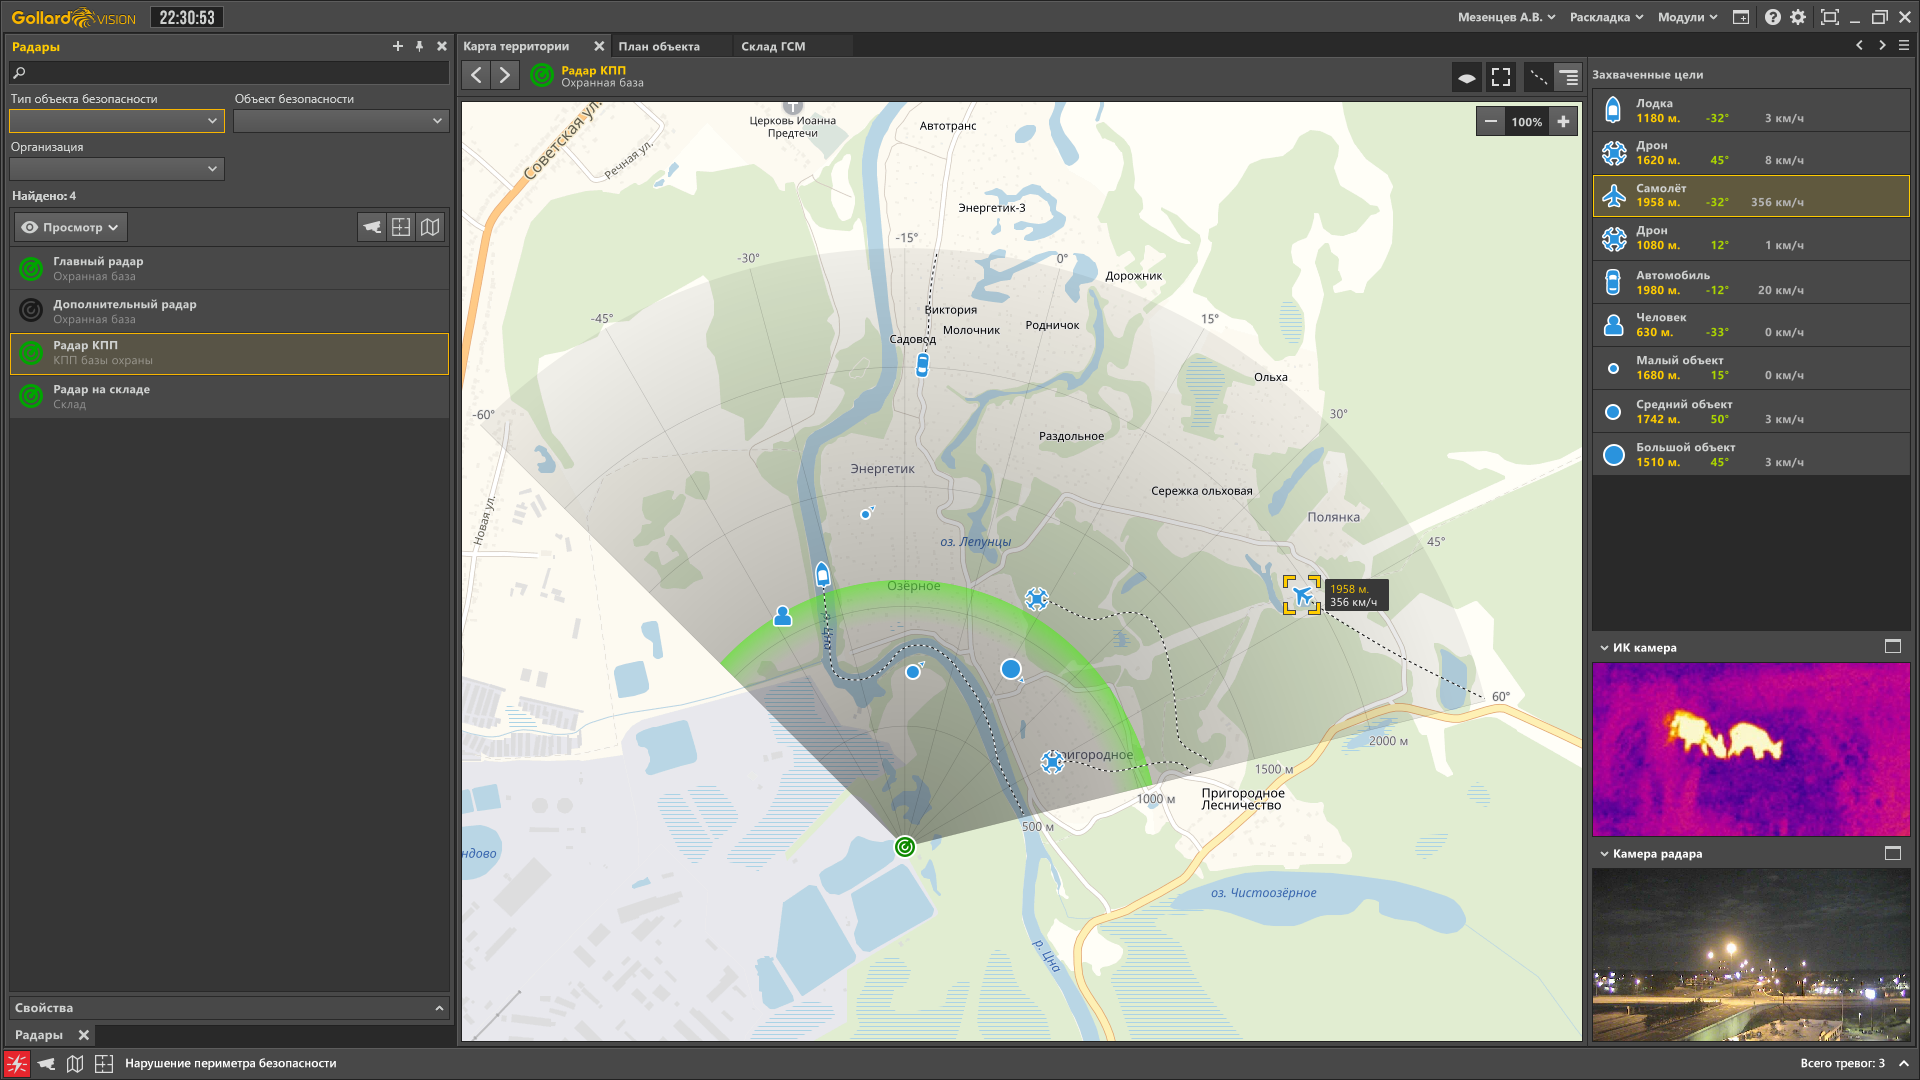 Gollard VISION
22:30:53
Мезенцев А.В.
Раскладка
Модули
Радары
Тип объекта безопасности
Объект безопасности
Организация
Найдено: 4
Просмотр
Главный радар
Охранная база
Дополнительный радар
Охранная база
Радар КПП
КПП базы охраны
Радар на складе
Склад
Свойства
Радары
Карта территории
План объекта
Склад ГСМ
Радар КПП
Охранная база
100%
Советская ул.
Речная ул.
Церковь Иоанна
Предтечи
Автотранс
Энергетик-3
-15°
-30°
0°
Дорожник
-45°
Виктория
Молочник
Родничок
15°
Садовод
Ольха
-60°
30°
Раздольное
Энергетик
Сережка ольховая
Новая ул.
Полянка
оз. Лепунцы
45°
Озёрное
1958 м.
356 км/ч
р. Цна
60°
2000 м
Пригородное
1500 м
Пригородное
Лесничество
1000 м
500 м
ндово
оз. Чистоозёрное
р. Цна
Захваченные цели
Лодка
1180 м. -32° 3 км/ч
Дрон
1620 м. 45° 8 км/ч
Самолёт
1958 м. -32° 356 км/ч
Дрон
1080 м. 12° 1 км/ч
Автомобиль
1980 м. -12° 20 км/ч
Человек
630 м. -33° 0 км/ч
Малый объект
1680 м. 15° 0 км/ч
Средний объект
1742 м. 50° 3 км/ч
Большой объект
1510 м. 45° 3 км/ч
ИК камера
Камера радара
Нарушение периметра безопасности
Всего тревог: 3